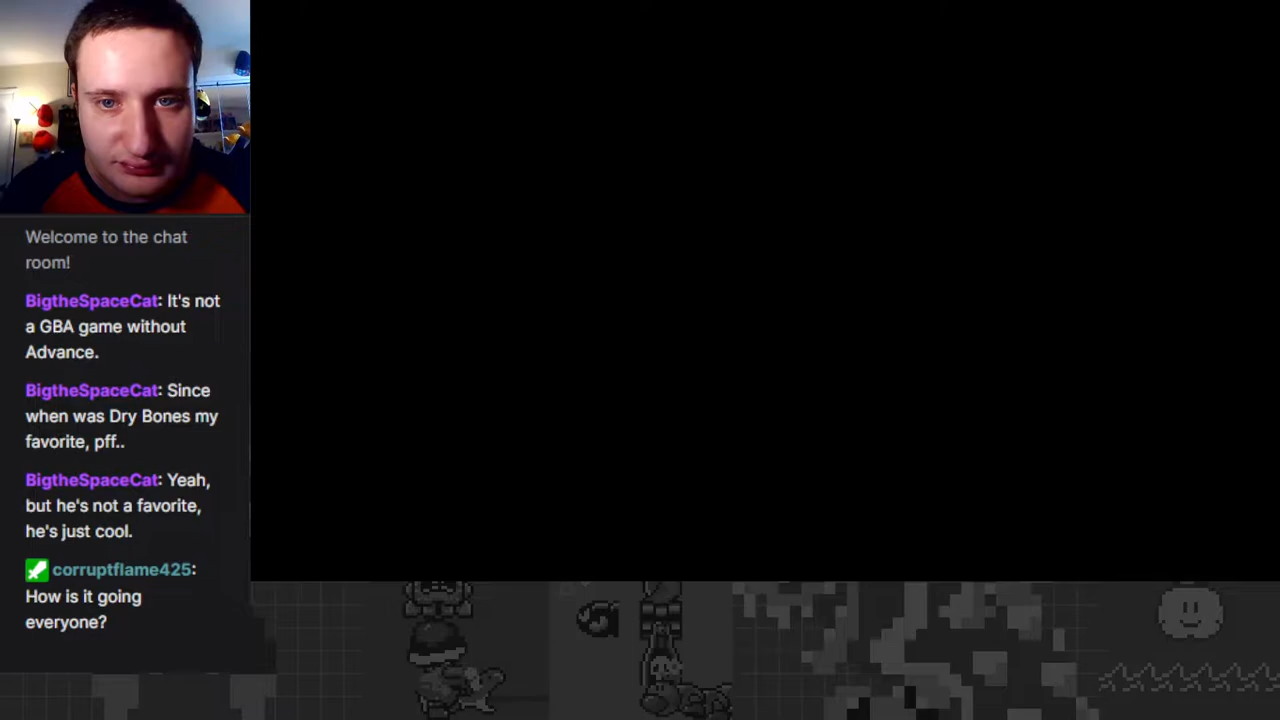 Welcome to the chat
room!
BigtheSpaceCat: It's not
a GBA game without
Advance.
BigtheSpaceCat: Since
when was Dry Bones my
favorite, pff..
BigtheSpaceCat: Yeah,
but he's not a favorite,
he's just cool.
corruptflame425:
How is it going
everyone?